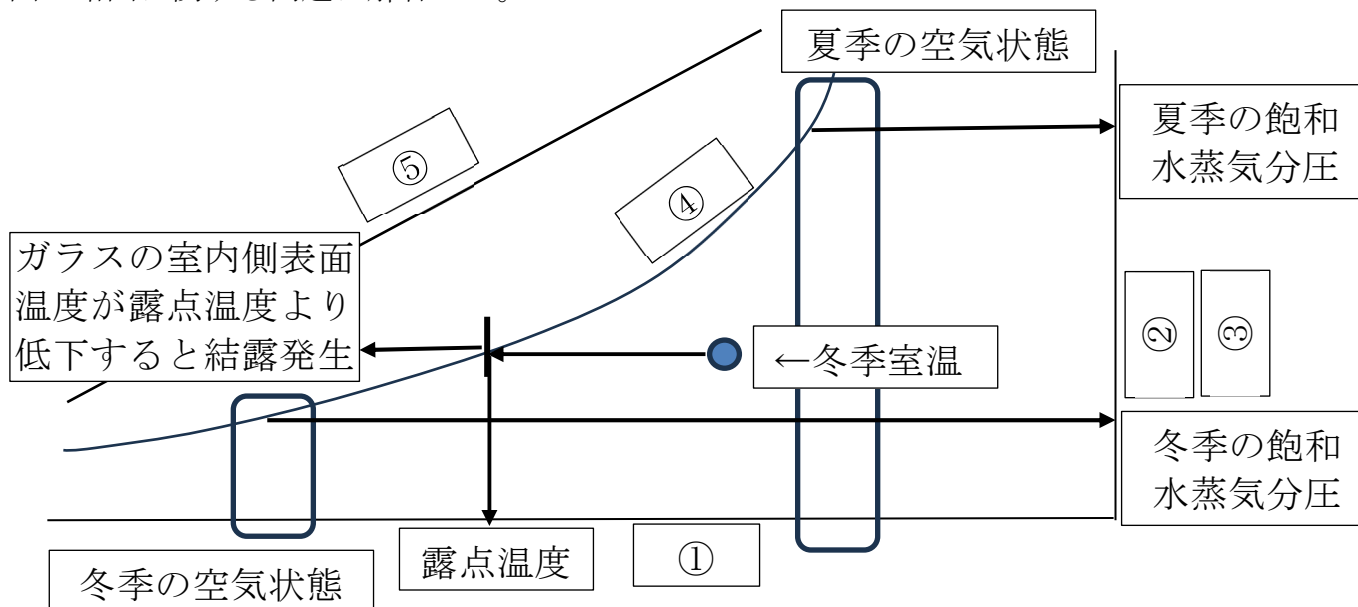 夏季の空気状態
夏季の飽和
水蒸気分圧
⑤
④
ガラスの室内側表面
温度が露点温度より
低下すると結露発生
②
③
←冬季室温
冬季の飽和
水蒸気分圧
露点温度
①
冬季の空気状態